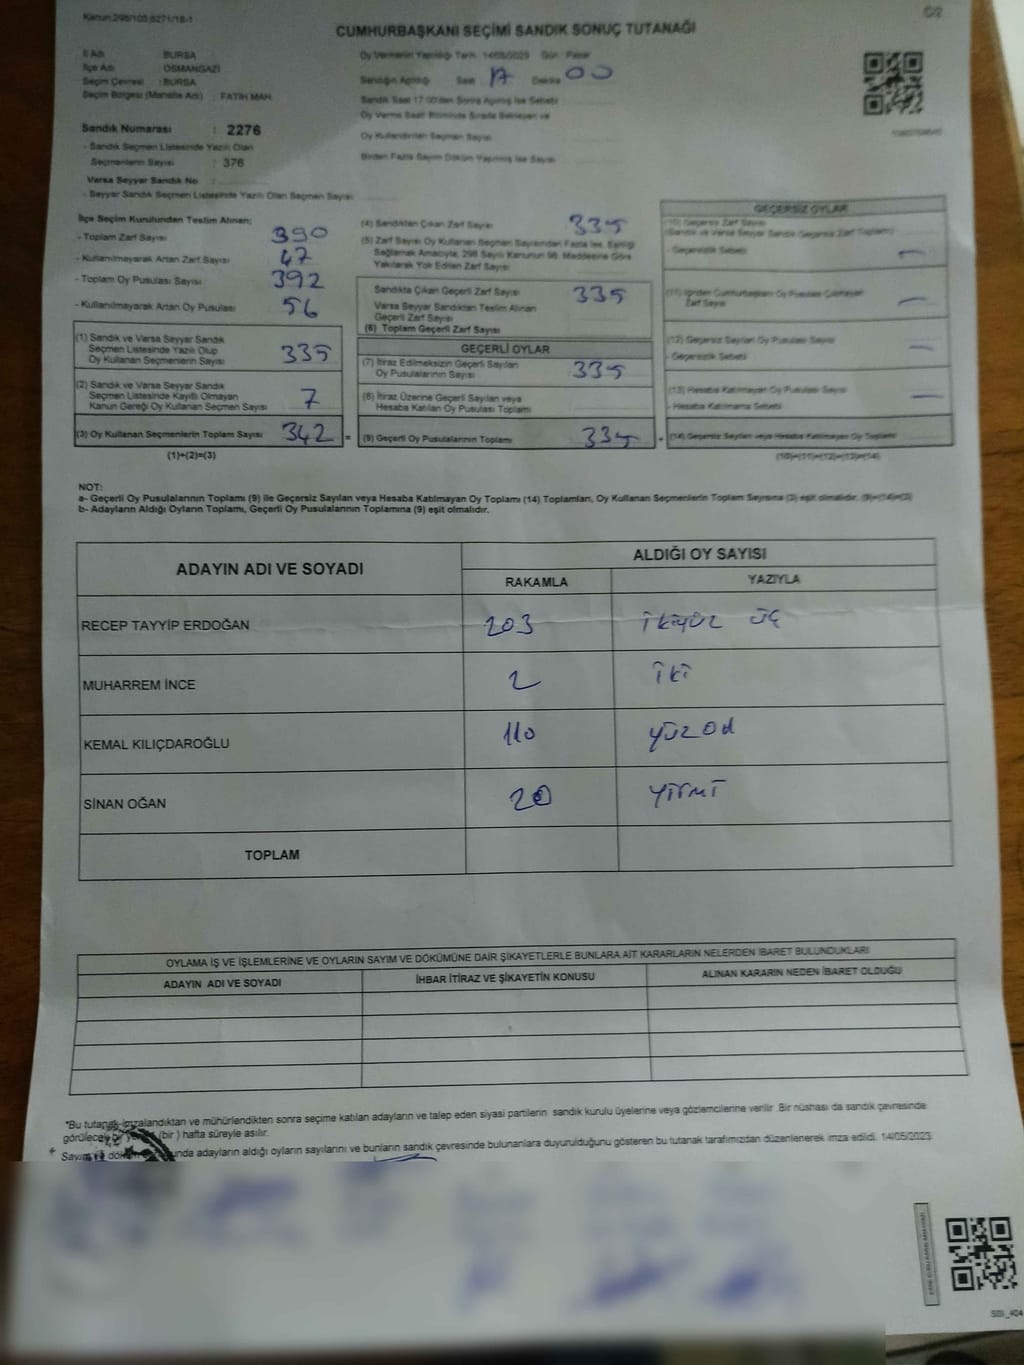 Kanun:298/105,6271/18-1
C/2
CUMHURBAŞKANI SEÇİMİ SANDIK SONUÇ TUTANAĞI
İl Adı : BURSA
İlçe Adı : OSMANGAZİ
Seçim Çevresi : BURSA
Seçim Bölgesi (Mahalle Adı) : FATİH MAH.
Oy Vermenin Yapıldığı Tarih: 14/05/2023 Gün : Pazar
Sandığın Açıldığı Saat 17 Dakika 00
Sandık Saat 17:00'den Sonra Açılmış İse Sebebi
Oy Verme Saati Bitiminde Sırada Bekleyen ve
Oy Kullandırılan Seçmen Sayısı
Birden Fazla Sayım Döküm Yapılmış İse Sayısı
Sandık Numarası : 2276
- Sandık Seçmen Listesinde Yazılı Olan
Seçmenlerin Sayısı : 376
Varsa Seyyar Sandık No :
- Seyyar Sandık Seçmen Listesinde Yazılı Olan Seçmen Sayısı
İlçe Seçim Kurulundan Teslim Alınan:
- Toplam Zarf Sayısı 390
- Kullanılmayarak Artan Zarf Sayısı 47
- Toplam Oy Pusulası Sayısı 392
- Kullanılmayarak Artan Oy Pusulası 56
(1) Sandık ve Varsa Seyyar Sandık
Seçmen Listesinde Yazılı Olup
Oy Kullanan Seçmenlerin Sayısı 335
(2) Sandık ve Varsa Seyyar Sandık
Seçmen Listesinde Kayıtlı Olmayan
Kanun Gereği Oy Kullanan Seçmen Sayısı 7
(3) Oy Kullanan Seçmenlerin Toplam Sayısı 342 =
(1)+(2)=(3)
(4) Sandıktan Çıkan Zarf Sayısı 335
(5) Zarf Sayısı Oy Kullanan Seçmen Sayısından Fazla İse, Eşitliği
Sağlamak Amacıyla, 298 Sayılı Kanunun 98. Maddesine Göre
Yakılarak Yok Edilen Zarf Sayısı
Sandıkta Çıkan Geçerli Zarf Sayısı 335
Varsa Seyyar Sandıktan Teslim Alınan
Geçerli Zarf Sayısı
(6) Toplam Geçerli Zarf Sayısı
GEÇERLİ OYLAR
(7) İtiraz Edilmeksizin Geçerli Sayılan
Oy Pusulalarının Sayısı 335
(8) İtiraz Üzerine Geçerli Sayılan veya
Hesaba Katılan Oy Pusulası Toplamı
(9) Geçerli Oy Pusulalarının Toplamı 335 +
GEÇERSİZ OYLAR
(10) Geçersiz Zarf Sayısı
(Sandık ve Varsa Seyyar Sandık Geçersiz Zarf Toplamı)
- Geçersizlik Sebebi —
(11) İçinden Cumhurbaşkanı Oy Pusulası Çıkmayan
Zarf Sayısı —
(12) Geçersiz Sayılan Oy Pusulası Sayısı
- Geçersizlik Sebebi —
(13) Hesaba Katılmayan Oy Pusulası Sayısı
- Hesaba Katılmama Sebebi —
(14) Geçersiz Sayılan veya Hesaba Katılmayan Oy Toplamı
(10)+(11)+(12)+(13)=(14)
NOT:
a- Geçerli Oy Pusulalarının Toplamı (9) ile Geçersiz Sayılan veya Hesaba Katılmayan Oy Toplamı (14) Toplamları, Oy Kullanan Seçmenlerin Toplam Sayısına (3) eşit olmalıdır. (9)+(14)=(3)
b- Adayların Aldığı Oyların Toplamı, Geçerli Oy Pusulalarının Toplamına (9) eşit olmalıdır.
ADAYIN ADI VE SOYADI
ALDIĞI OY SAYISI
RAKAMLA YAZIYLA
RECEP TAYYİP ERDOĞAN 203 ikiyüz üç
MUHARREM İNCE 2 iki
KEMAL KILIÇDAROĞLU 110 yüzon
SİNAN OĞAN 20 yirmi
TOPLAM
OYLAMA İŞ VE İŞLEMLERİNE VE OYLARIN SAYIM VE DÖKÜMÜNE DAİR ŞİKAYETLERLE BUNLARA AİT KARARLARIN NELERDEN İBARET BULUNDUKLARI
ADAYIN ADI VE SOYADI İHBAR İTİRAZ VE ŞİKAYETİN KONUSU ALINAN KARARIN NEDEN İBARET OLDUĞU
*Bu tutanak imzalandıktan ve mühürlendikten sonra seçime katılan adayların ve talep eden siyasi partilerin sandık kurulu üyelerine veya gözlemcilerine verilir. Bir nüshası da sandık çevresinde
görülecek bir yere (bir) hafta süreyle asılır.
adayların aldığı oyların sayılarını ve bunların sandık çevresinde bulunanlara duyurulduğunu gösteren bu tutanak tarafımızdan düzenlenerek imza edildi. 14/05/2023